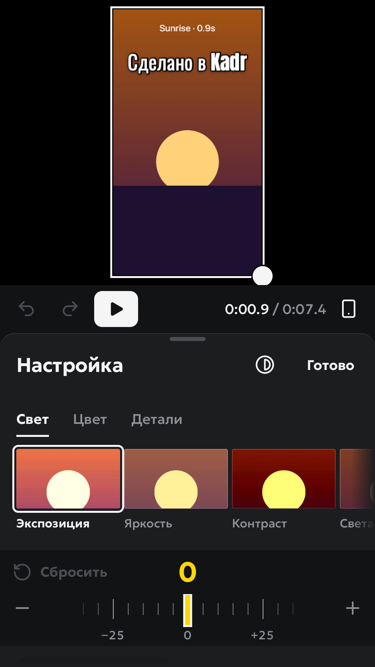 Sunrise · 0.9s
Сделано в Kadr
0:00.9 / 0:07.4
Настройка
Готово
Свет Цвет Детали
Экспозиция Яркость Контраст Света
Сбросить
0
− +
−25 0 +25